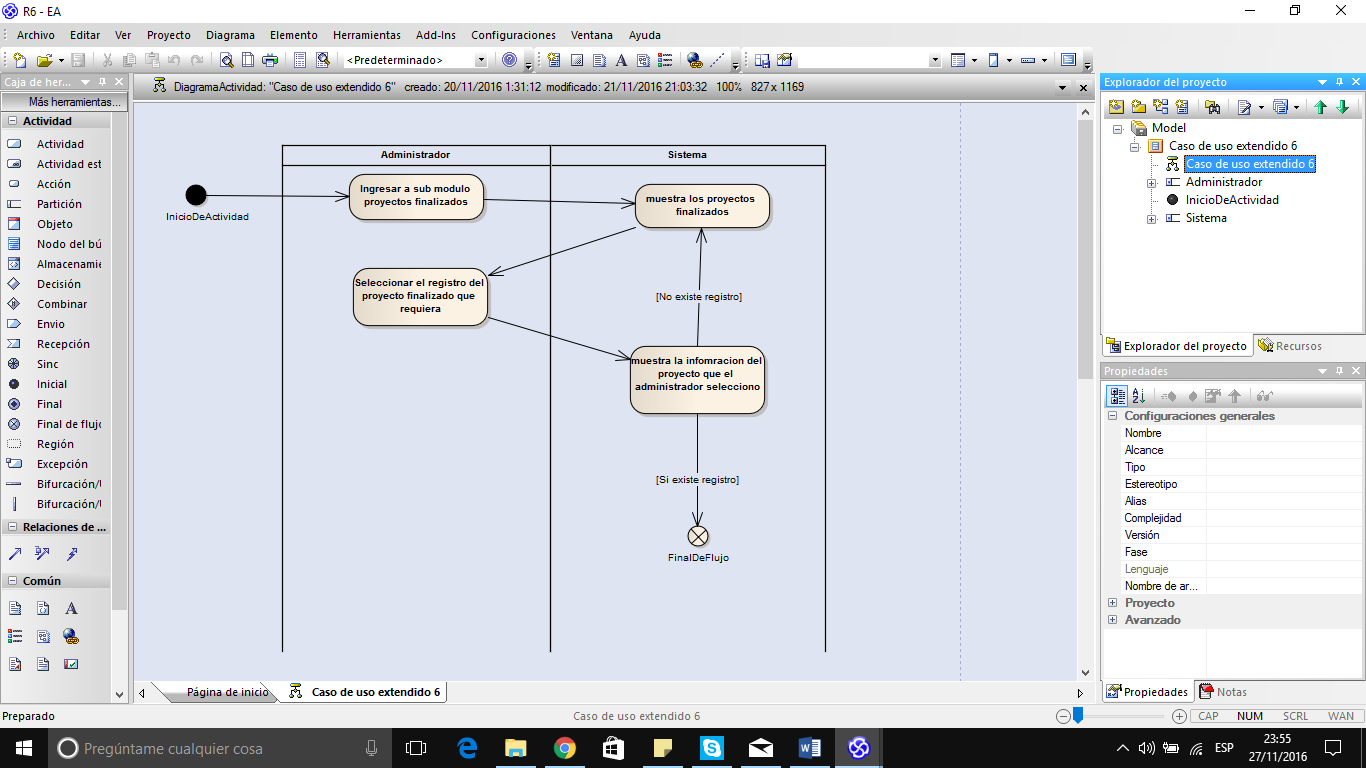 R6 - EA
Archivo Editar Ver Proyecto Diagrama Elemento Herramientas Add-Ins Configuraciones Ventana Ayuda
<Predeterminado>
Caja de her...
Más herramientas...
Actividad
Actividad
Actividad est
Acción
Partición
Objeto
Nodo del bú
Almacenamie
Decisión
Combinar
Envio
Recepción
Sinc
Inicial
Final
Final de flujo
Región
Excepción
Bifurcación/U
Bifurcación/U
Relaciones de ...
Común
DiagramaActividad: "Caso de uso extendido 6" creado: 20/11/2016 1:31:12 modificado: 21/11/2016 21:03:32 100% 827 x 1169
Administrador
Sistema
InicioDeActividad
Ingresar a sub modulo
proyectos finalizados
muestra los proyectos
finalizados
Seleccionar el registro del
proyecto finalizado que
requiera
[No existe registro]
muestra la infomracion del
proyecto que el
administrador selecciono
[Si existe registro]
FinalDeFlujo
Página de inicio
Caso de uso extendido 6
Explorador del proyecto
Model
Caso de uso extendido 6
Caso de uso extendido 6
Administrador
InicioDeActividad
Sistema
Explorador del proyecto
Recursos
Propiedades
Configuraciones generales
Nombre
Alcance
Tipo
Estereotipo
Alias
Complejidad
Versión
Fase
Lenguaje
Nombre de ar...
Proyecto
Avanzado
Propiedades
Notas
Preparado
Caso de uso extendido 6
CAP NUM SCRL WAN
Pregúntame cualquier cosa
ESP
23:55
27/11/2016